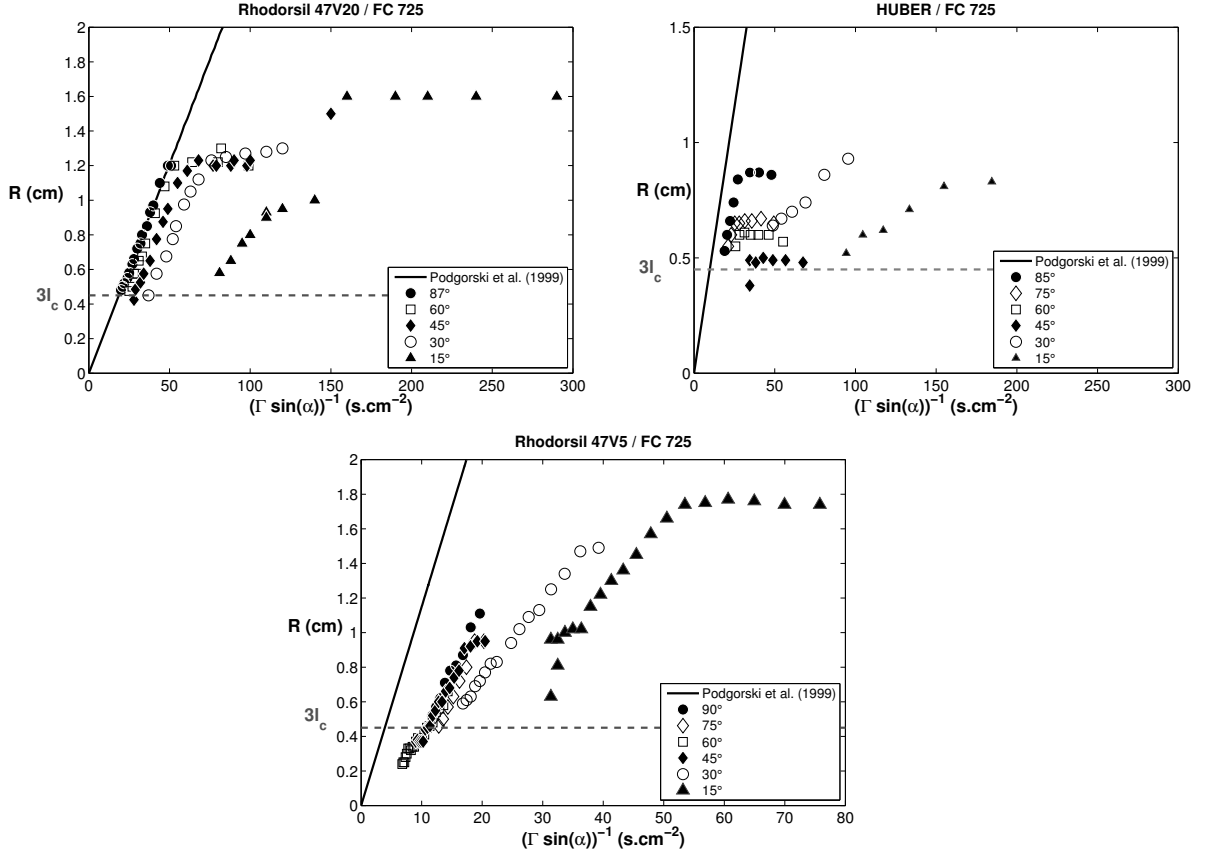 Rhodorsil 47V20 / FC 725
2
1.8
1.6
1.4
1.2
1
0.8
0.6
0.4
0.2
0
R (cm)
3lc
0 50 100 150 200 250 300
(Γ sin(α))⁻¹ (s.cm⁻²)
Podgorski et al. (1999)
87°
60°
45°
30°
15°
HUBER / FC 725
1.5
1
0.5
0
R (cm)
3lc
0 50 100 150 200 250 300
(Γ sin(α))⁻¹ (s.cm⁻²)
Podgorski et al. (1999)
85°
75°
60°
45°
30°
15°
Rhodorsil 47V5 / FC 725
2
1.8
1.6
1.4
1.2
1
0.8
0.6
0.4
0.2
0
R (cm)
3lc
0 10 20 30 40 50 60 70 80
(Γ sin(α))⁻¹ (s.cm⁻²)
Podgorski et al. (1999)
90°
75°
60°
45°
30°
15°